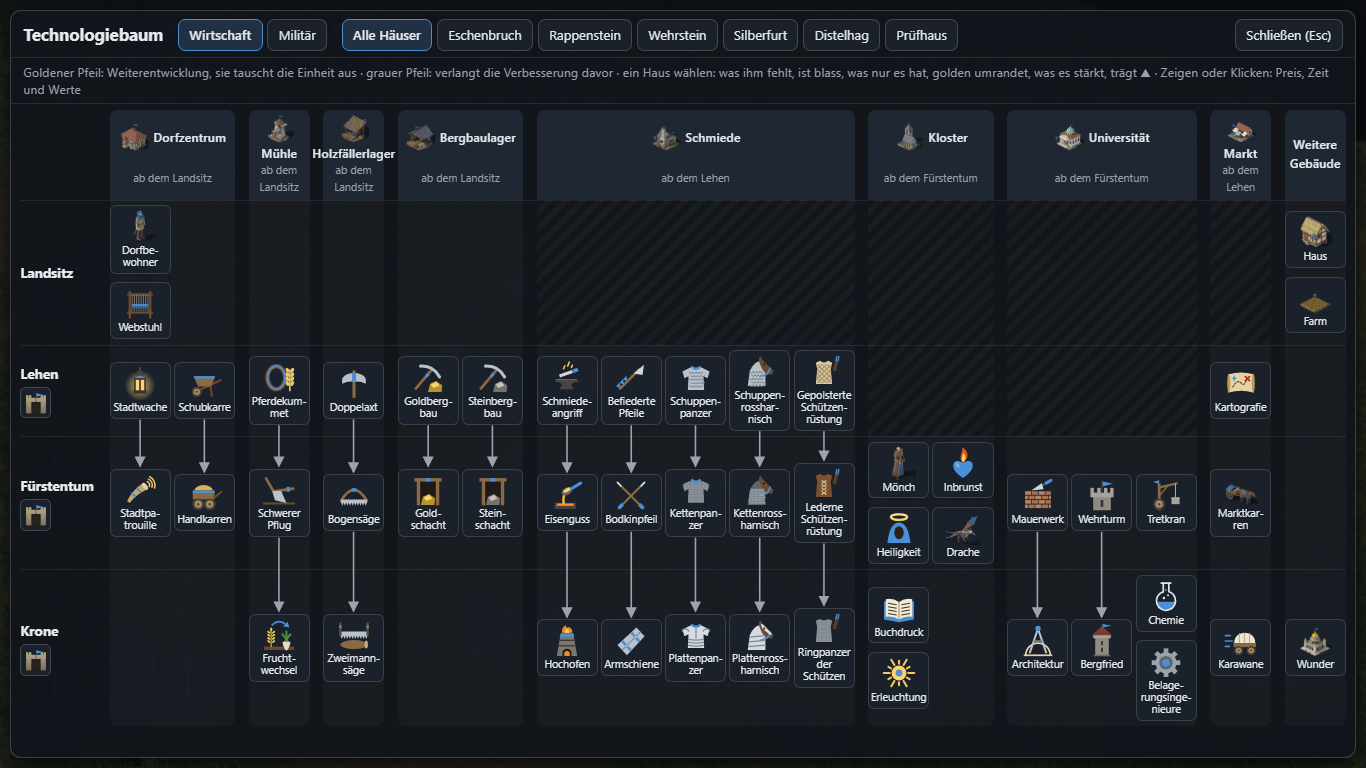 Technologiebaum Wirtschaft Militär Alle Häuser Eschenbruch Rappenstein Wehrstein Silberfurt Distelhag Prüfhaus Schließen (Esc)
Goldener Pfeil: Weiterentwicklung, sie tauscht die Einheit aus · grauer Pfeil: verlangt die Verbesserung davor · ein Haus wählen: was ihm fehlt, ist blass, was nur es hat, golden umrandet, was es stärkt, trägt ▲ · Zeigen oder Klicken: Preis, Zeit
und Werte
Dorfzentrum
ab dem Landsitz
Mühle
ab dem
Landsitz
Holzfällerlager
ab dem
Landsitz
Bergbaulager
ab dem Landsitz
Schmiede
ab dem Lehen
Kloster
ab dem Fürstentum
Universität
ab dem Fürstentum
Markt
ab dem
Lehen
Weitere
Gebäude
Landsitz
Dorfbe-
wohner
Webstuhl
Haus
Farm
Lehen
Stadtwache
Schubkarre
Pferdekum-
met
Doppelaxt
Goldberg-
bau
Steinberg-
bau
Schmiede-
angriff
Befiederte
Pfeile
Schuppen-
panzer
Schuppen-
rosshar-
nisch
Gepolsterte
Schützen-
rüstung
Kartografie
Fürstentum
Stadtpa-
trouille
Handkarren
Schwerer
Pflug
Bogensäge
Gold-
schacht
Stein-
schacht
Eisenguss
Bodkinpfeil
Kettenpan-
zer
Kettenross-
harnisch
Lederne
Schützen-
rüstung
Mönch
Inbrunst
Heiligkeit
Drache
Mauerwerk
Wehrturm
Tretkran
Marktkar-
ren
Krone
Frucht-
wechsel
Zweimann-
säge
Hochofen
Armschiene
Plattenpan-
zer
Plattenross-
harnisch
Ringpanzer
der
Schützen
Buchdruck
Erleuchtung
Architektur
Bergfried
Chemie
Belage-
rungsinge-
nieure
Karawane
Wunder